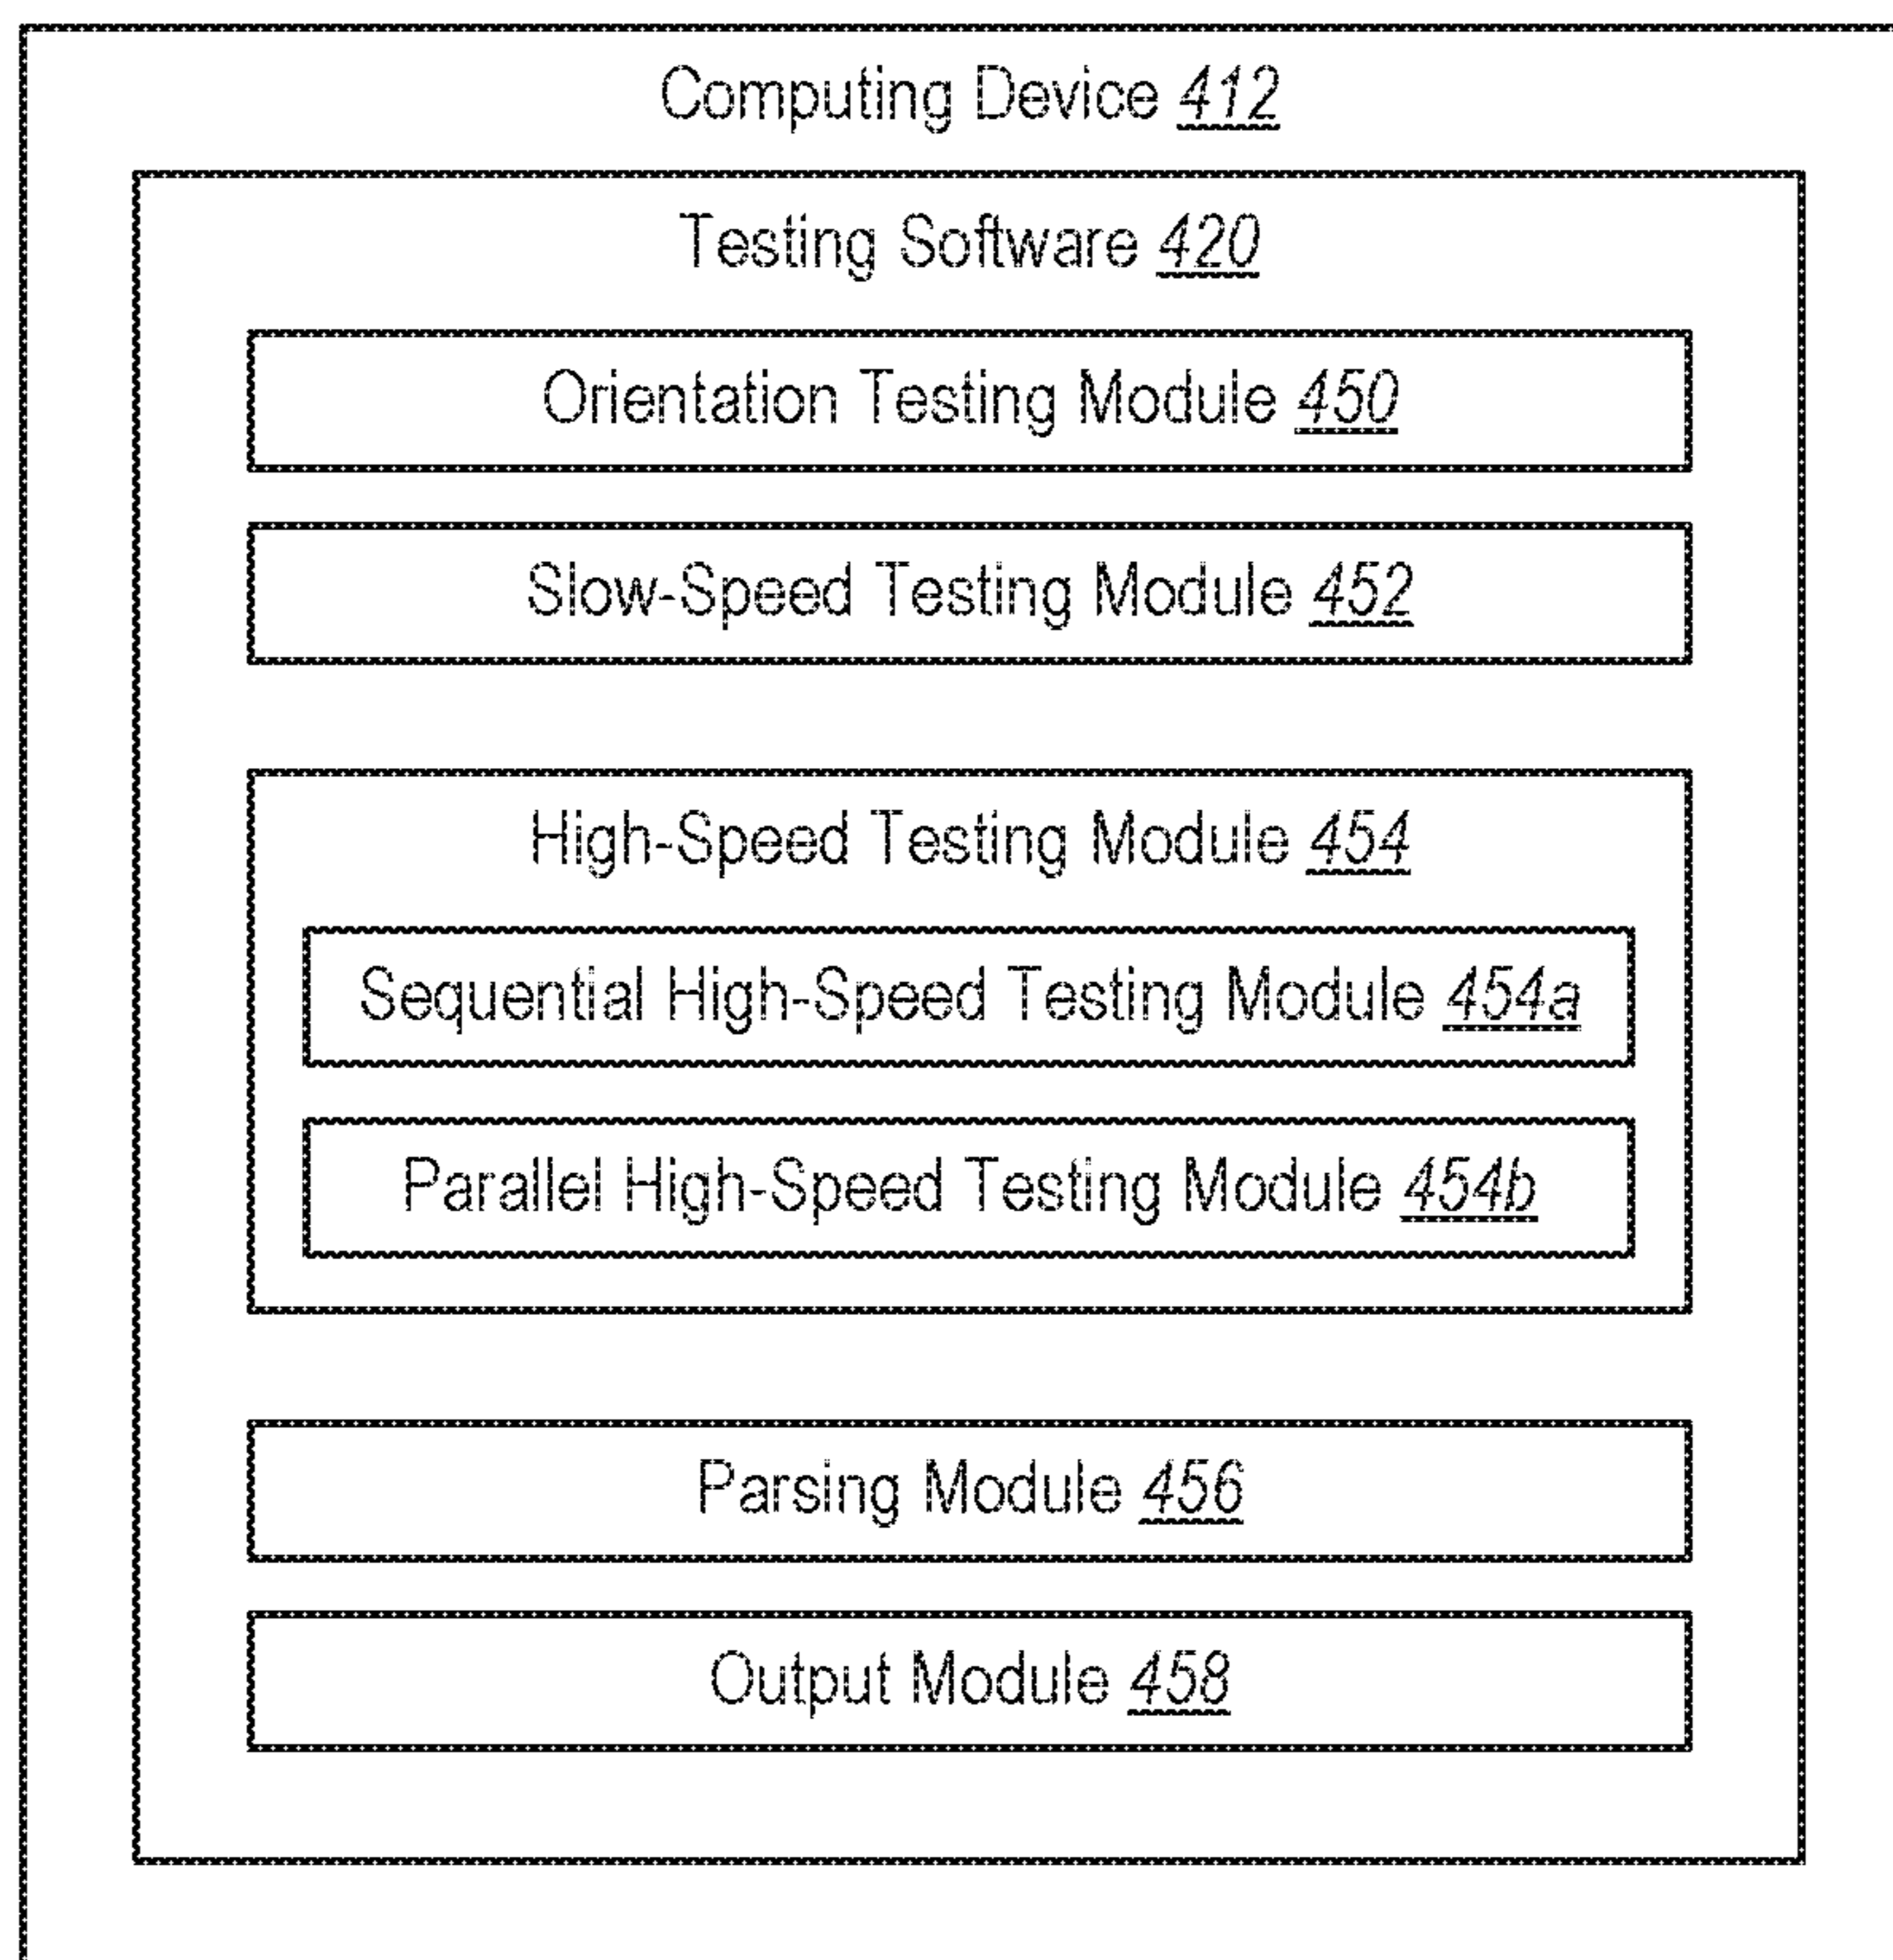 Computing Device 412
Testing Software 420
Orientation Testing Module 450
Slow-Speed Testing Module 452
High-Speed Testing Module 454
Sequential High-Speed Testing Module 454a
Parallel High-Speed Testing Module 454b
Parsing Module 456
Output Module 458